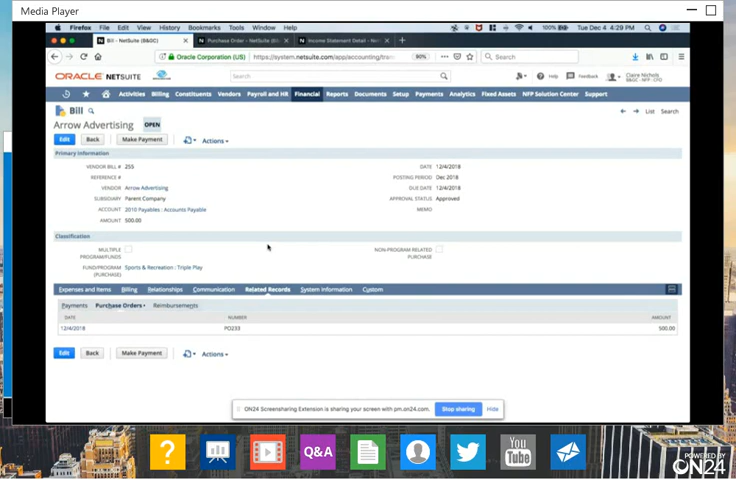 Media Player
Firefox File Edit View History Bookmarks Tools Window Help 100% Tue Dec 4 4:29 PM
Bill - NetSuite (B&GC) Purchase Order - NetSuite (B& Income Statement Detail - Net
Oracle Corporation (US) https://system.netsuite.com/app/accounting/tran 90% Search
ORACLE NETSUITE Search Help Feedback Claire Nichols
B&GC - NFP - CFO
Activities Billing Constituents Vendors Payroll and HR Financial Reports Documents Setup Payments Analytics Fixed Assets NFP Solution Center Support
Bill List Search
Arrow Advertising OPEN
Edit Back Make Payment Actions
Primary Information
VENDOR BILL # 255
REFERENCE #
VENDOR Arrow Advertising
SUBSIDIARY Parent Company
ACCOUNT 2010 Payables : Accounts Payable
AMOUNT 500.00
DATE 12/4/2018
POSTING PERIOD Dec 2018
DUE DATE 12/4/2018
APPROVAL STATUS Approved
MEMO
Classification
MULTIPLE
PROGRAM/FUNDS
FUND/PROGRAM Sports & Recreation : Triple Play
(PURCHASE)
NON-PROGRAM RELATED
PURCHASE
Expenses and Items Billing Relationships Communication Related Records System Information Custom
Payments Purchase Orders • Reimbursements
DATE NUMBER AMOUNT
12/4/2018 PO233 500.00
Edit Back Make Payment Actions
ON24 Screensharing Extension is sharing your screen with pm.on24.com. Stop sharing Hide
? Q&A You Tube
POWERED BY
ON24